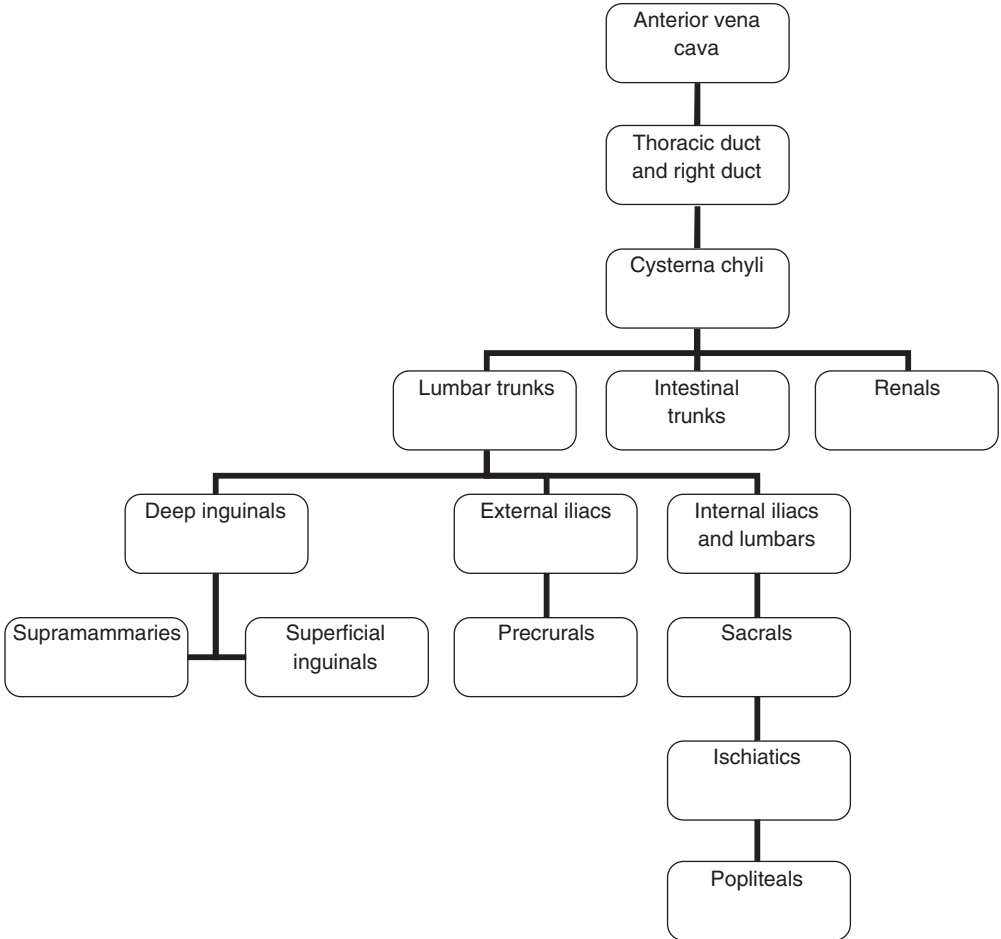 Anterior vena
cava
Thoracic duct
and right duct
Cysterna chyli
Lumbar trunks
Intestinal
trunks
Renals
Deep inguinals
External iliacs
Internal iliacs
and lumbars
Supramammaries
Superficial
inguinals
Precrurals
Sacrals
Ischiatics
Popliteals